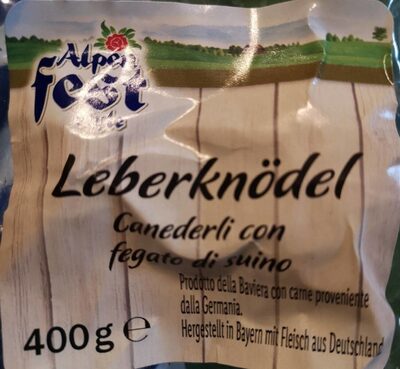 Alpen
fest
Leberknödel
Canederli con
fegato di suino
Prodotto della Baviera con carne proveniente
dalla Germania.
Hergestellt in Bayern mit Fleisch aus Deutschland
400 g e